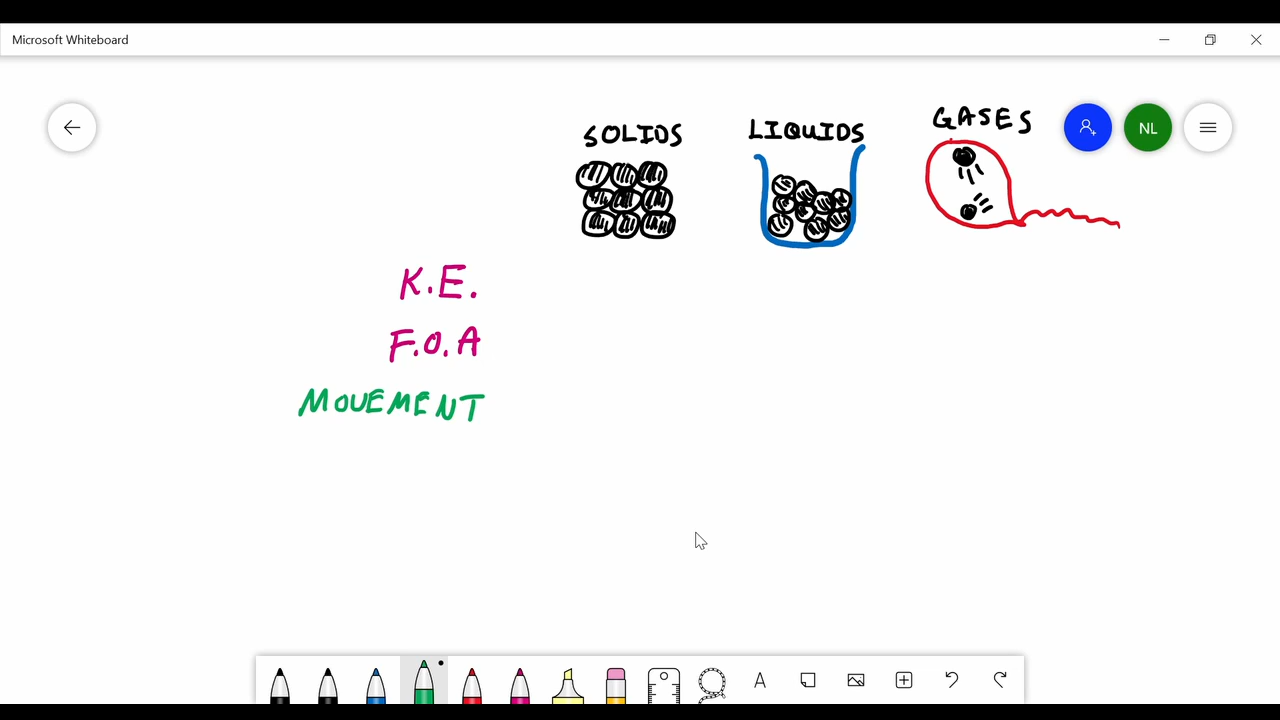 Microsoft Whiteboard
NL
SOLIDS LIQUIDS GASES
K.E.
F.O.A
MOVEMENT
A